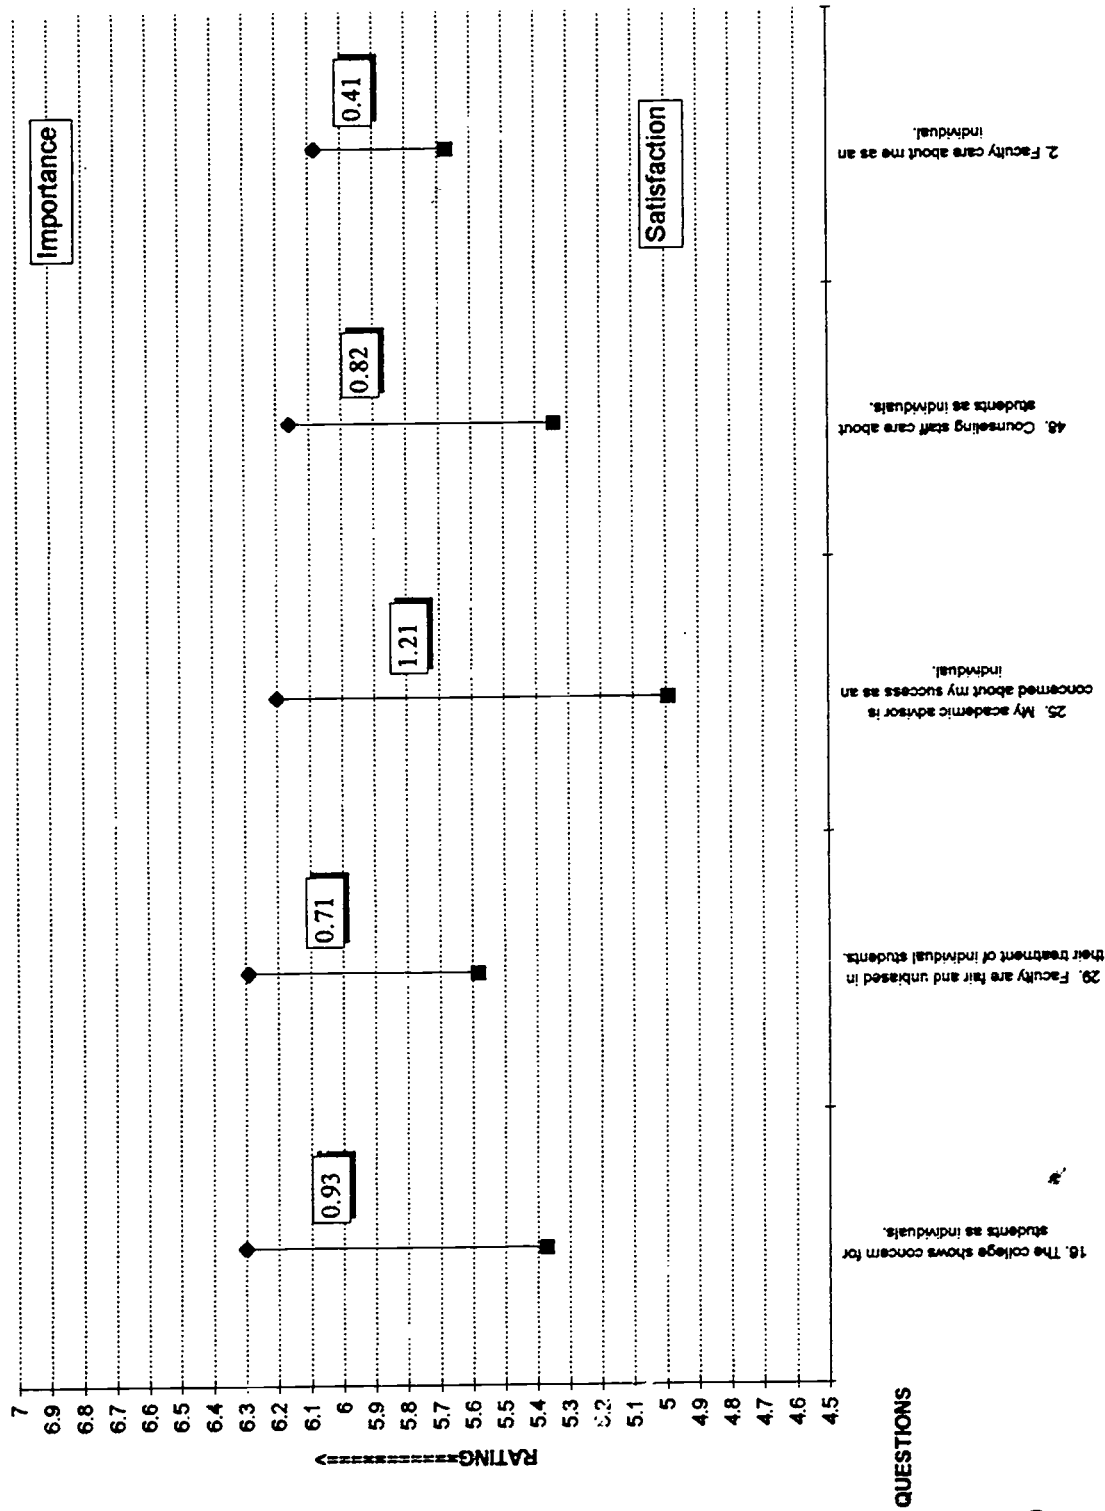 Importance
Satisfaction
0.93
0.71
1.21
0.82
0.41
7
6.9
6.8
6.7
6.6
6.5
6.4
6.3
6.2
6.1
6
5.9
5.8
5.7
5.6
5.5
5.4
5.3
5.2
5.1
5
4.9
4.8
4.7
4.6
4.5
RATING===========>
QUESTIONS
16. The college shows concern for
students as individuals.
29. Faculty are fair and unbiased in
their treatment of individual students.
25. My academic advisor is
concerned about my success as an
individual.
48. Counseling staff care about
students as individuals.
2. Faculty care about me as an
individual.